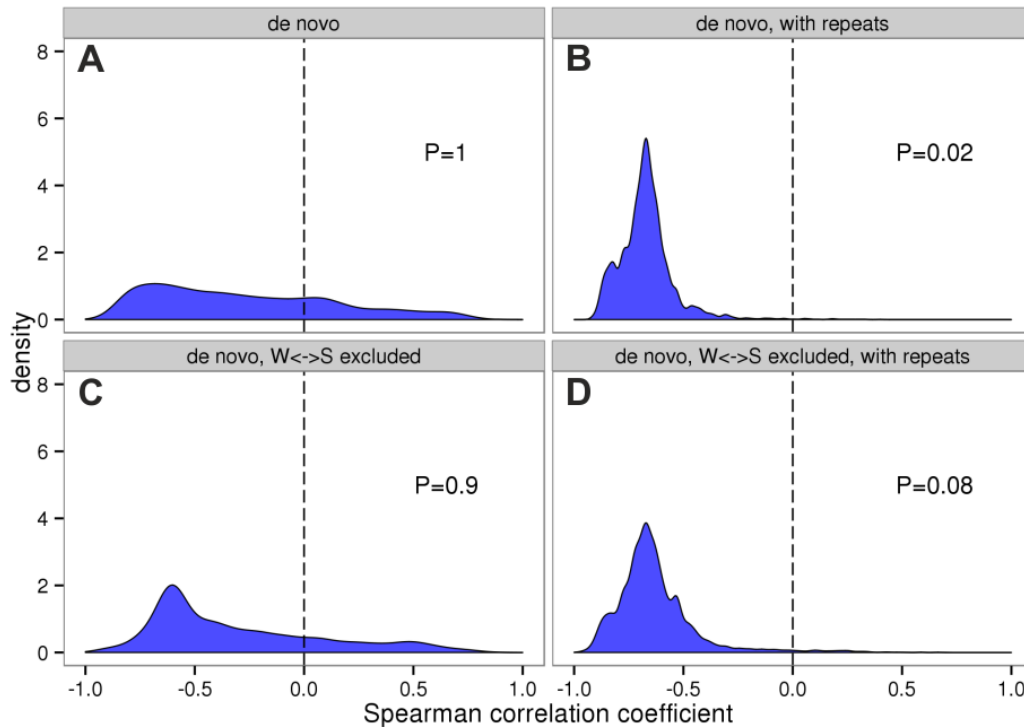 de novo
de novo, with repeats
A
B
P=1
P=0.02
8
6
4
2
0
de novo, W<->S excluded
de novo, W<->S excluded, with repeats
C
D
P=0.9
P=0.08
8
6
4
2
0
density
-1.0 -0.5 0.0 0.5 1.0
-1.0 -0.5 0.0 0.5 1.0
Spearman correlation coefficient